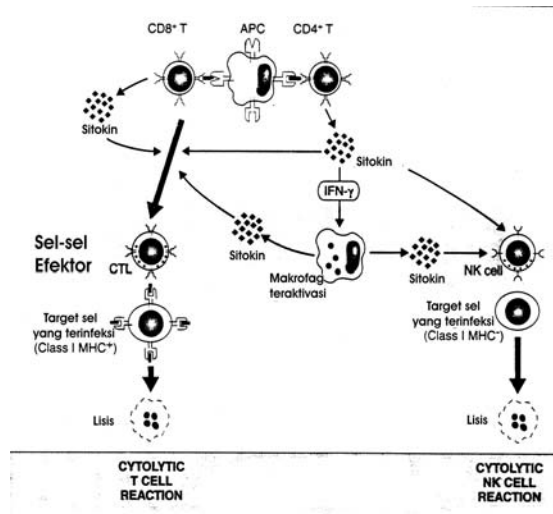 CD8⁺ T
APC
CD4⁺ T
Sitokin
Sitokin
IFN-γ
Sel-sel
Efektor
CTL
Sitokin
Makrofag
teraktivasi
Sitokin
NK cell
Target sel
yang terinfeksi
(Class I MHC⁺)
Target sel
yang terinfeksi
(Class I MHC⁻)
Lisis
Lisis
CYTOLYTIC
T CELL
REACTION
CYTOLYTIC
NK CELL
REACTION